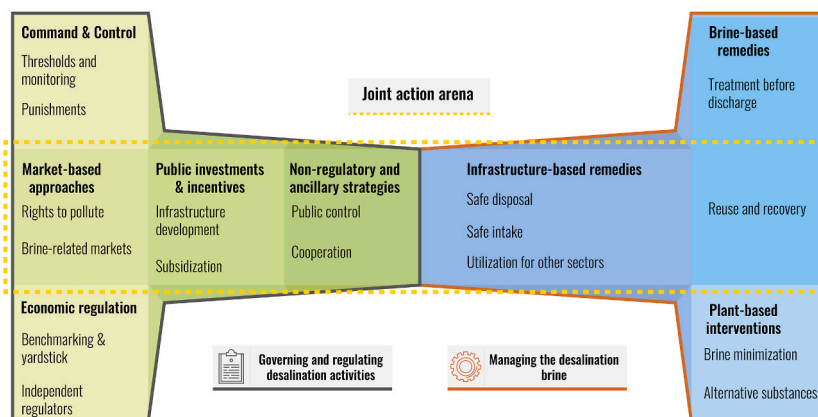 Command & Control
Thresholds and
monitoring
Punishments
Joint action arena
Brine-based
remedies
Treatment before
discharge
Market-based
approaches
Rights to pollute
Brine-related markets
Public investments
& incentives
Infrastructure
development
Subsidization
Non-regulatory and
ancillary strategies
Public control
Cooperation
Infrastructure-based remedies
Safe disposal
Safe intake
Utilization for other sectors
Reuse and recovery
Economic regulation
Benchmarking &
yardstick
Independent
regulators
Governing and regulating
desalination activities
Managing the desalination
brine
Plant-based
interventions
Brine minimization
Alternative substances